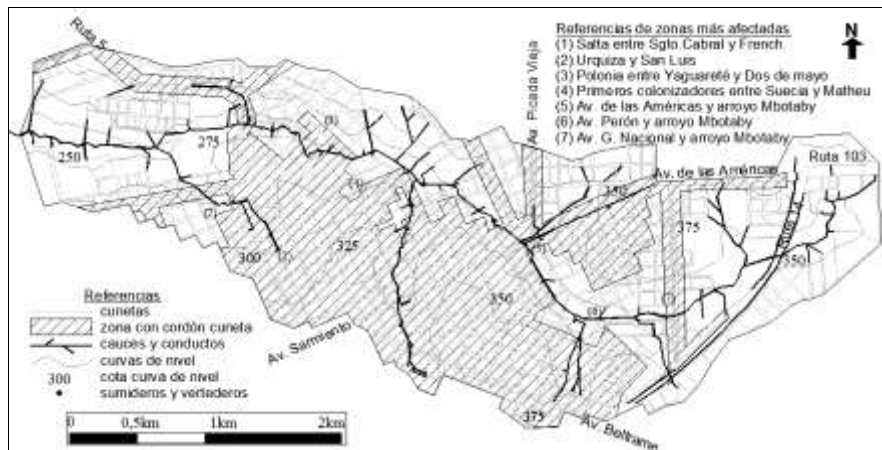 Ruta 5
Referencias de zonas más afectadas
(1) Salta entre Sgto.Cabral y French.
(2) Urquiza y San Luis
(3) Polonia entre Yaguareté y Dos de mayo
(4) Primeros colonizadores entre Suecia y Matheu
(5) Av. de las Américas y arroyo Mbotaby
(6) Av. Perón y arroyo Mbotaby
(7) Av. G. Nacional y arroyo Mbotaby
N
Av. Picada Vieja
Ruta 103
Av. de las Américas
Ruta 14
250
275
300
325
350
350
375
350
375
(6)
Av. Sarmiento
Av. Beltrame
Referencias
cunetas
zona con cordón cuneta
cauces y conductos
curvas de nivel
300 cota curva de nivel
sumideros y vertederos
0 0,5km 1km 2km